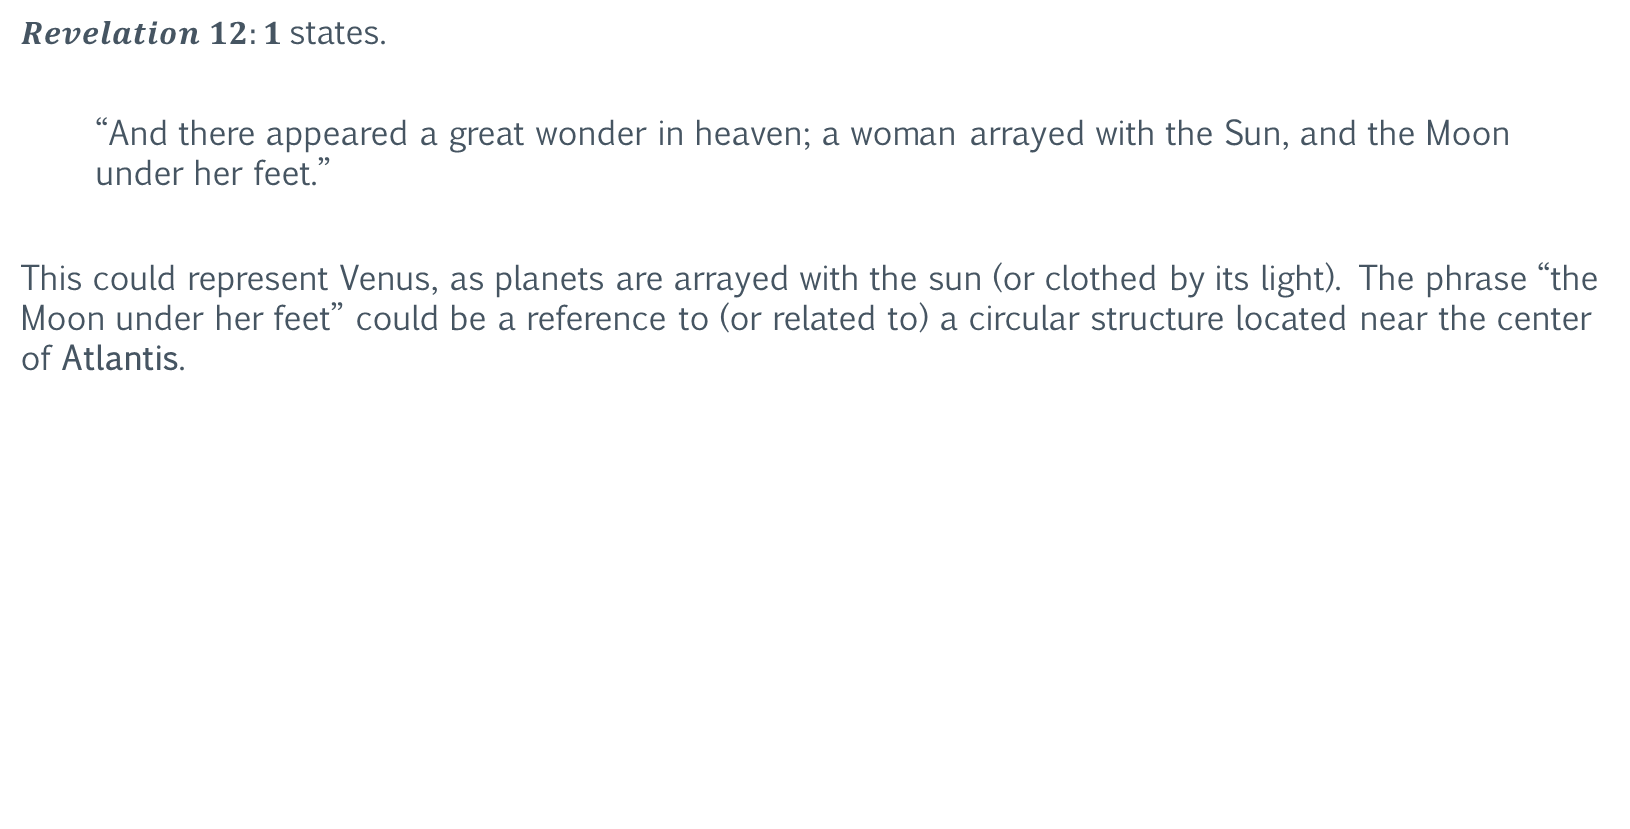 Revelation 12:1 states.
“And there appeared a great wonder in heaven; a woman arrayed with the Sun, and the Moon
under her feet.”
This could represent Venus, as planets are arrayed with the sun (or clothed by its light). The phrase “the
Moon under her feet” could be a reference to (or related to) a circular structure located near the center
of Atlantis.